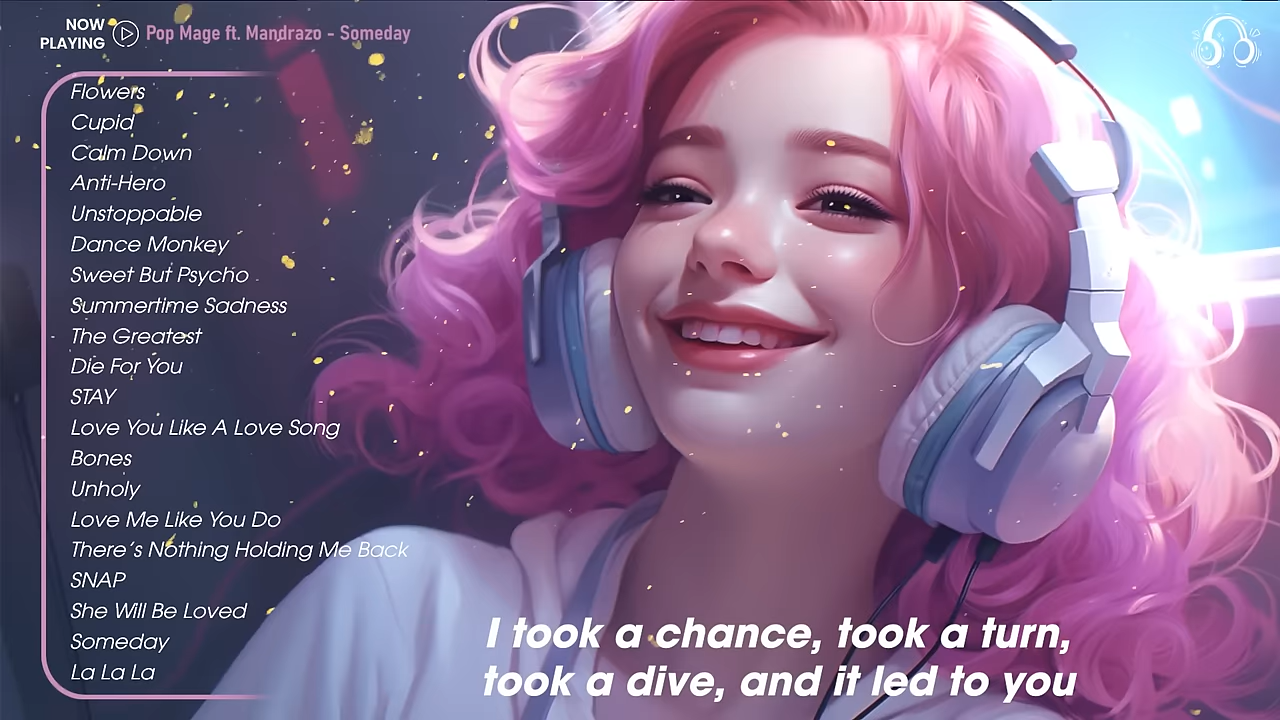 NOW
PLAYING
Pop Mage ft. Mandrazo - Someday
Flowers
Cupid
Calm Down
Anti-Hero
Unstoppable
Dance Monkey
Sweet But Psycho
Summertime Sadness
The Greatest
Die For You
STAY
Love You Like A Love Song
Bones
Unholy
Love Me Like You Do
There's Nothing Holding Me Back
SNAP
She Will Be Loved
Someday
La La La
I took a chance, took a turn,
took a dive, and it led to you